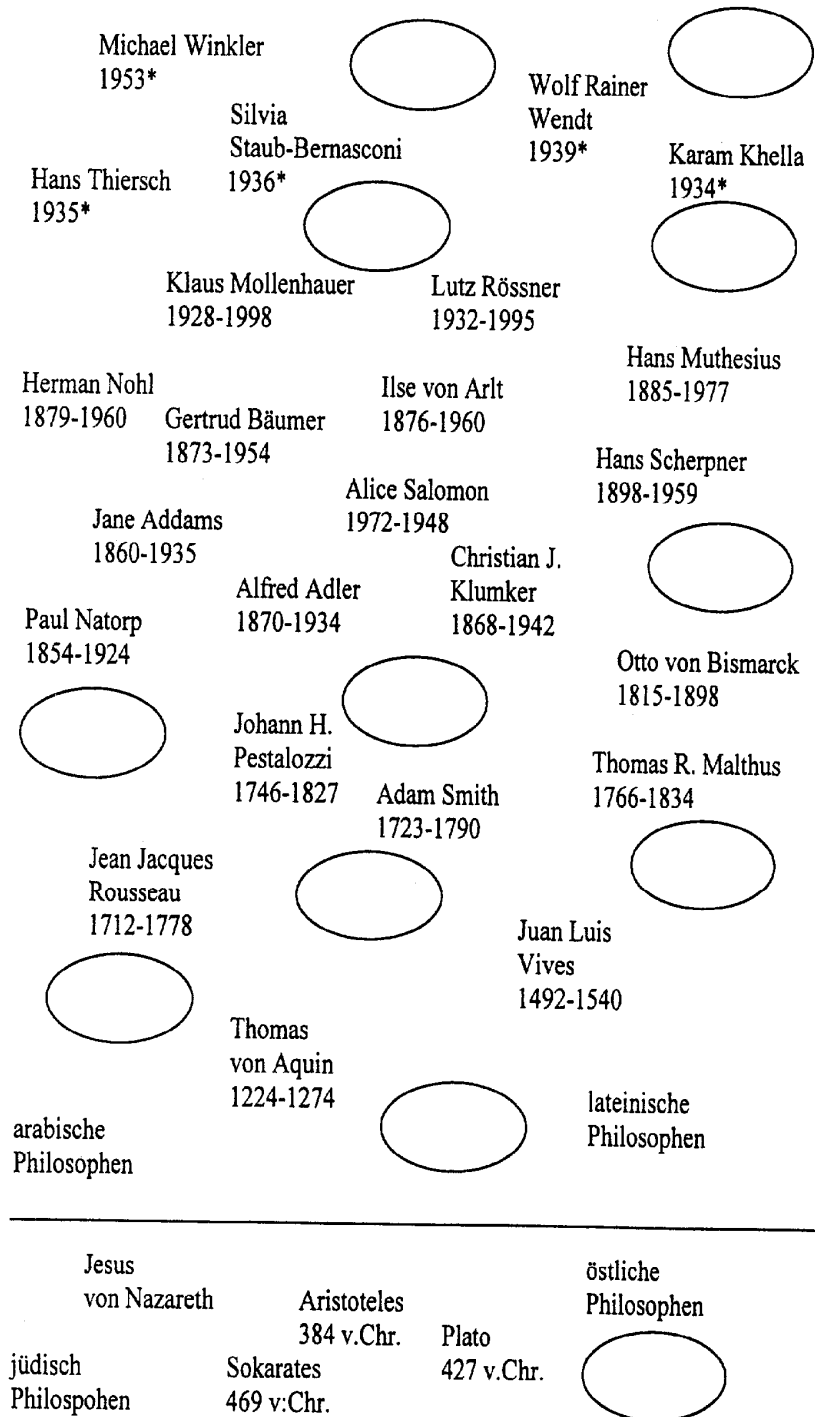 Michael Winkler
1953*
Wolf Rainer
Wendt
1939*
Silvia
Staub-Bernasconi
1936*
Karam Khella
1934*
Hans Thiersch
1935*
Klaus Mollenhauer
1928-1998
Lutz Rössner
1932-1995
Hans Muthesius
1885-1977
Herman Nohl
1879-1960
Ilse von Arlt
1876-1960
Gertrud Bäumer
1873-1954
Hans Scherpner
1898-1959
Alice Salomon
1972-1948
Jane Addams
1860-1935
Christian J.
Klumker
1868-1942
Alfred Adler
1870-1934
Paul Natorp
1854-1924
Otto von Bismarck
1815-1898
Johann H.
Pestalozzi
1746-1827
Thomas R. Malthus
1766-1834
Adam Smith
1723-1790
Jean Jacques
Rousseau
1712-1778
Juan Luis
Vives
1492-1540
Thomas
von Aquin
1224-1274
lateinische
Philosophen
arabische
Philosophen
Jesus
von Nazareth
östliche
Philosophen
Aristoteles
384 v.Chr.
Plato
427 v.Chr.
jüdisch
Philospohen
Sokarates
469 v:Chr.